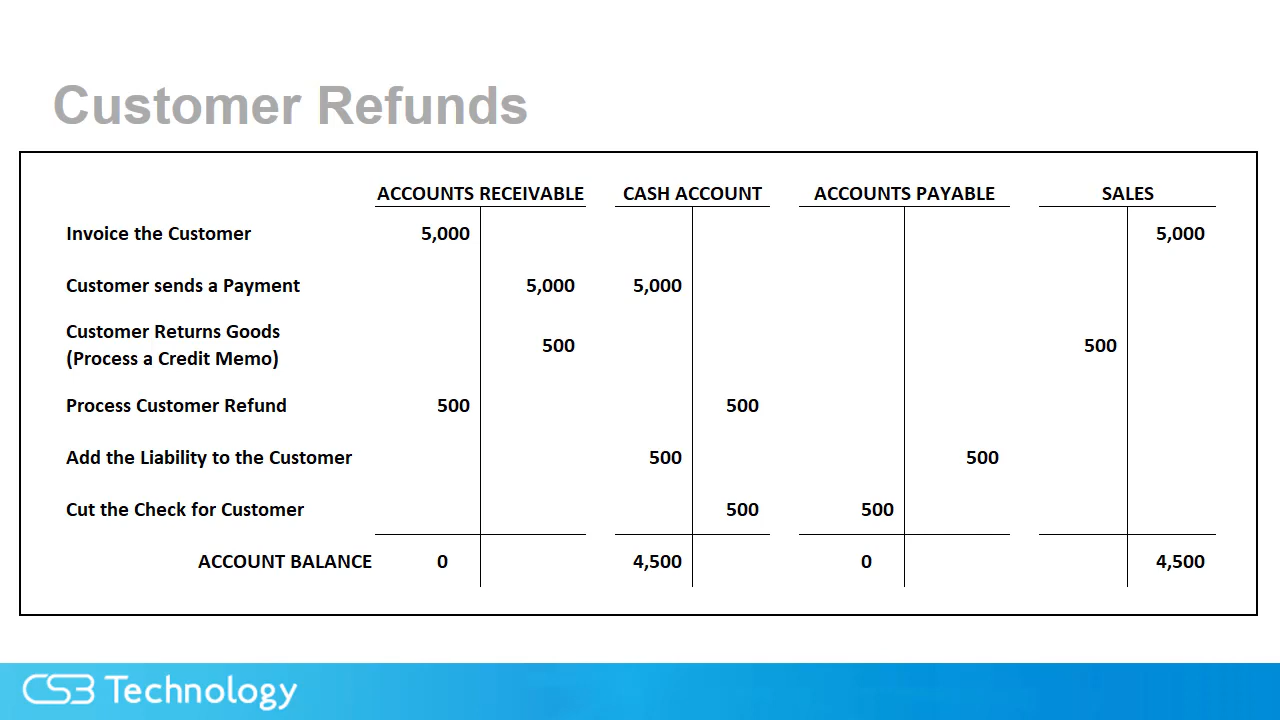 Customer Refunds
ACCOUNTS RECEIVABLE CASH ACCOUNT ACCOUNTS PAYABLE SALES
Invoice the Customer 5,000 5,000
Customer sends a Payment 5,000 5,000
Customer Returns Goods
(Process a Credit Memo) 500 500
Process Customer Refund 500 500
Add the Liability to the Customer 500 500
Cut the Check for Customer 500 500
ACCOUNT BALANCE 0 4,500 0 4,500
CSB Technology